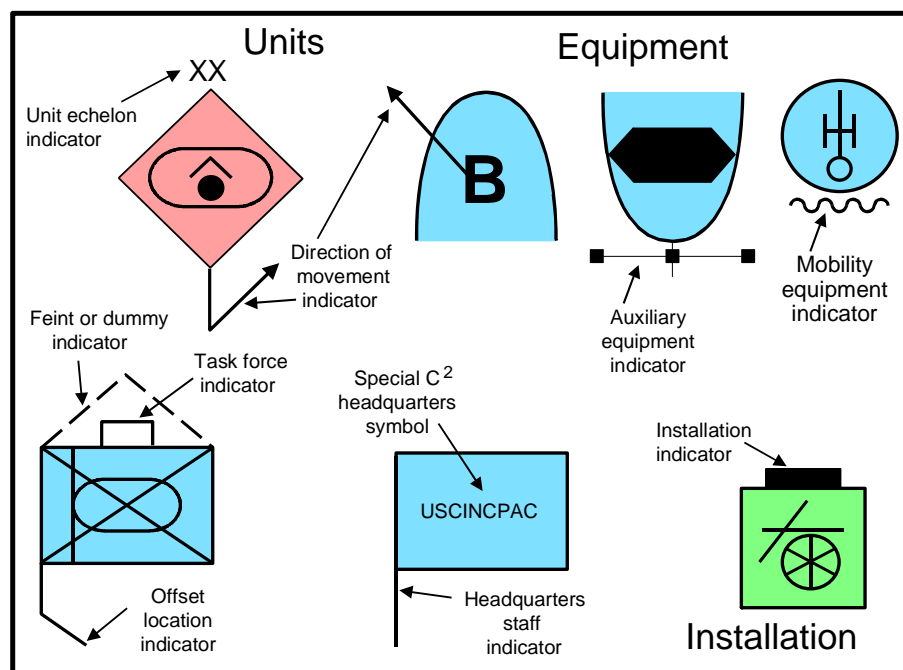 Units
Equipment
XX
Unit echelon
indicator
B
Direction of
movement
indicator
Auxiliary
equipment
indicator
Mobility
equipment
indicator
Feint or dummy
indicator
Task force
indicator
Special C²
headquarters
symbol
Installation
indicator
USCINCPAC
Offset
location
indicator
Headquarters
staff
indicator
Installation